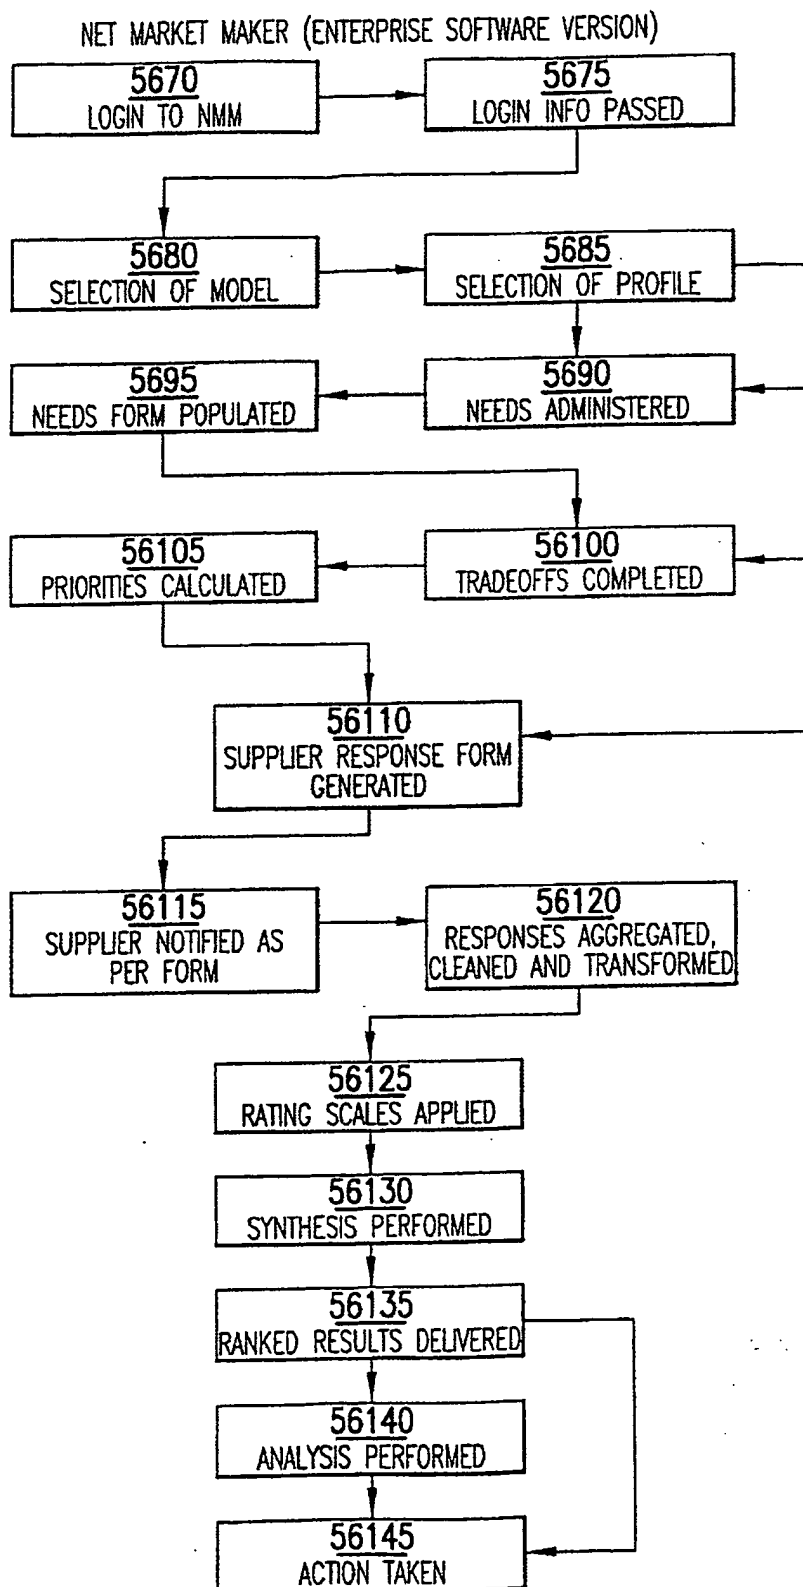 NET MARKET MAKER (ENTERPRISE SOFTWARE VERSION)
5670
LOGIN TO NMM
5675
LOGIN INFO PASSED
5680
SELECTION OF MODEL
5685
SELECTION OF PROFILE
5695
NEEDS FORM POPULATED
5690
NEEDS ADMINISTERED
56105
PRIORITIES CALCULATED
56100
TRADEOFFS COMPLETED
56110
SUPPLIER RESPONSE FORM
GENERATED
56115
SUPPLIER NOTIFIED AS
PER FORM
56120
RESPONSES AGGREGATED,
CLEANED AND TRANSFORMED
56125
RATING SCALES APPLIED
56130
SYNTHESIS PERFORMED
56135
RANKED RESULTS DELIVERED
56140
ANALYSIS PERFORMED
56145
ACTION TAKEN